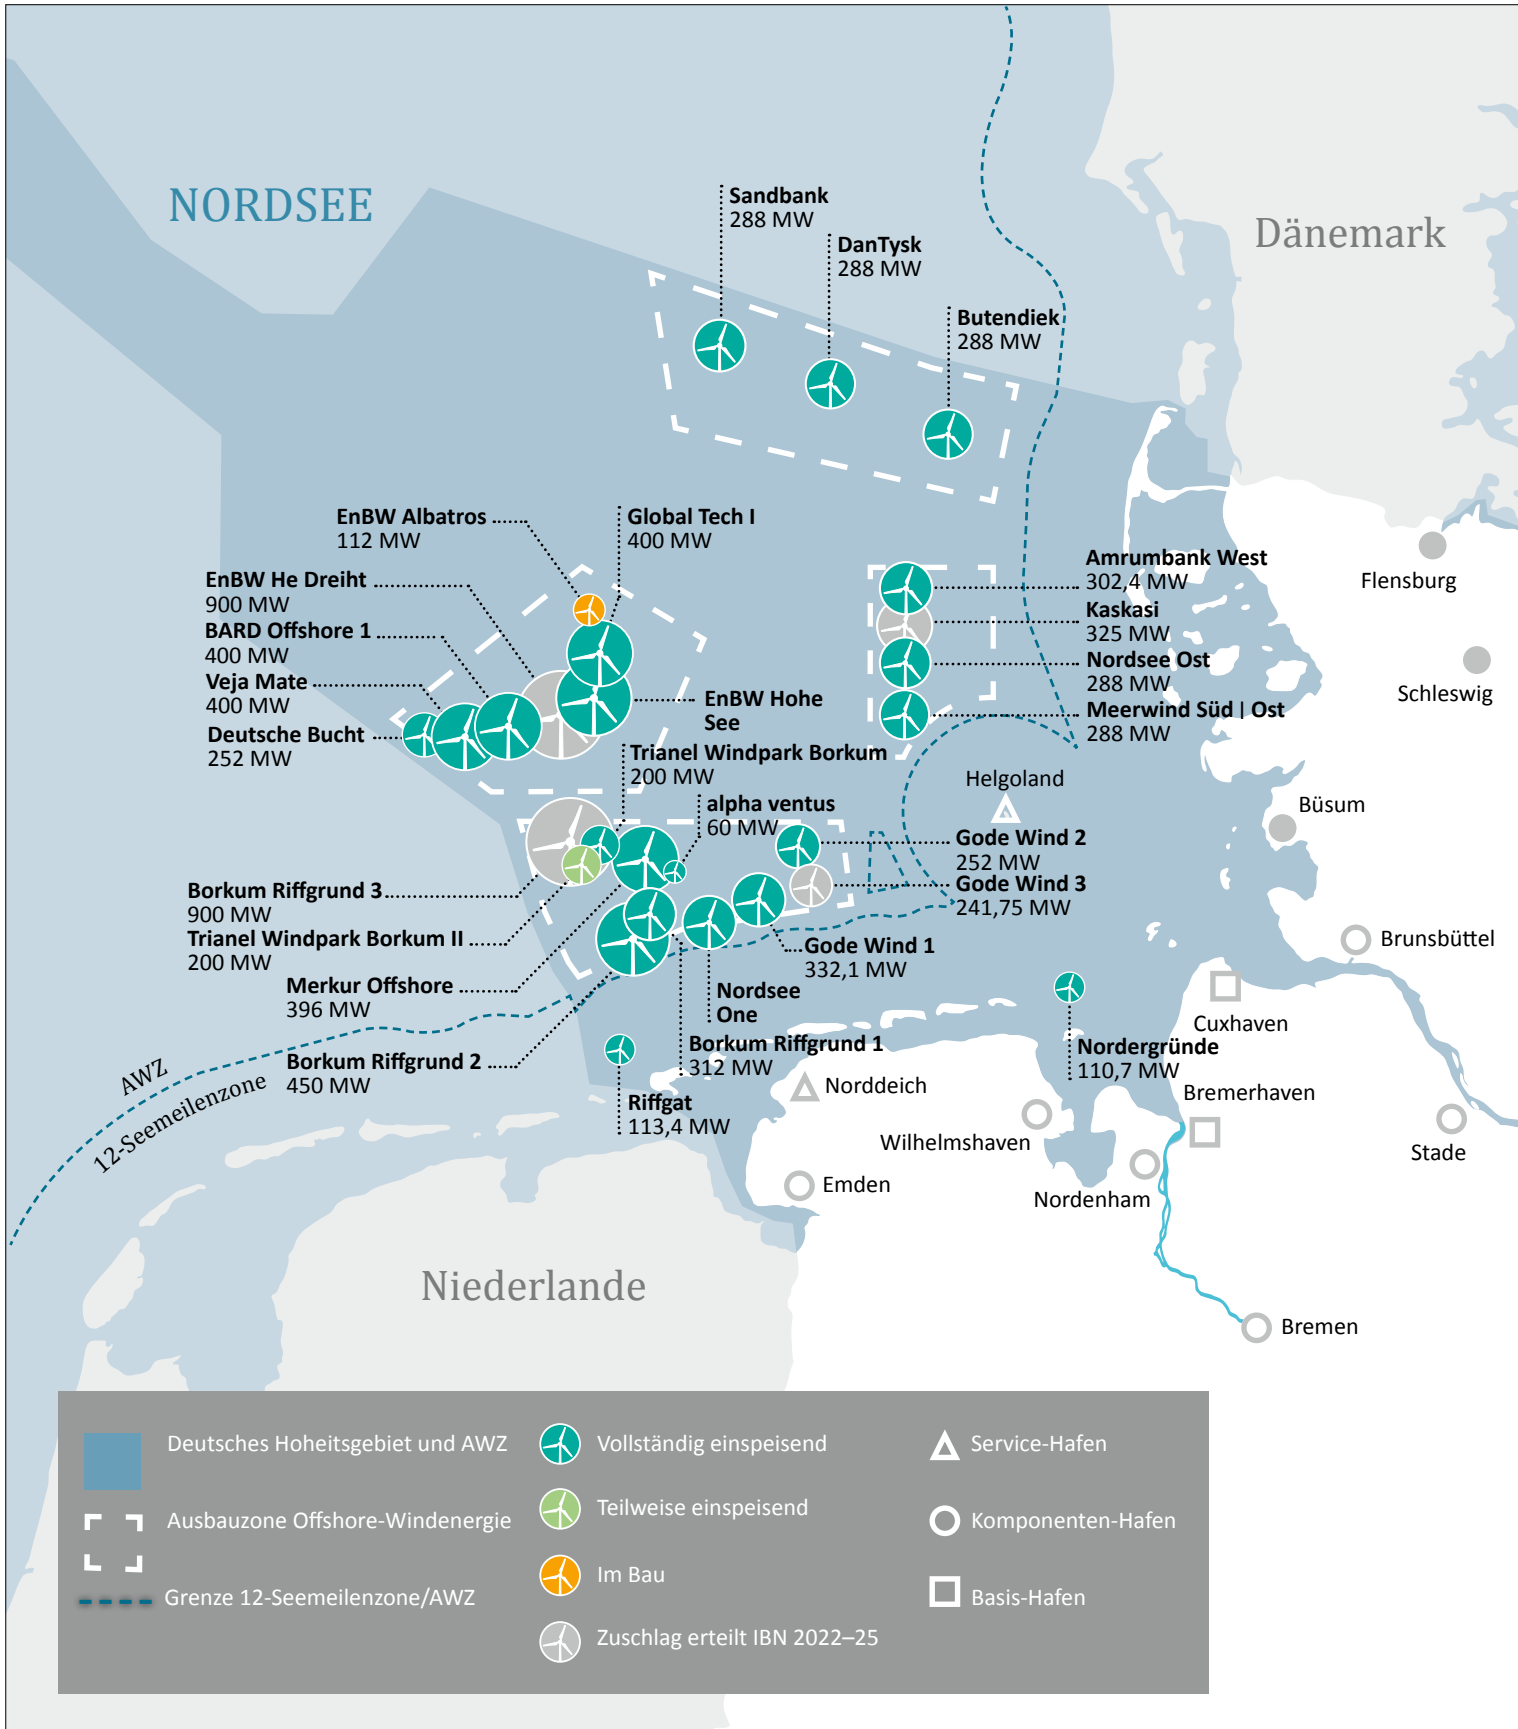 NORDSEE
Dänemark
Sandbank
288 MW
DanTysk
288 MW
Butendiek
288 MW
EnBW Albatros
112 MW
Global Tech I
400 MW
EnBW He Dreiht
900 MW
BARD Offshore 1
400 MW
Veja Mate
400 MW
Deutsche Bucht
252 MW
EnBW Hohe
See
Amrumbank West
302,4 MW
Kaskasi
325 MW
Nordsee Ost
288 MW
Meerwind Süd | Ost
288 MW
Flensburg
Schleswig
Trianel Windpark Borkum
200 MW
alpha ventus
60 MW
Helgoland
Büsum
Gode Wind 2
252 MW
Gode Wind 3
241,75 MW
Borkum Riffgrund 3
900 MW
Trianel Windpark Borkum II
200 MW
Merkur Offshore
396 MW
Gode Wind 1
332,1 MW
Nordsee
One
Brunsbüttel
Cuxhaven
Borkum Riffgrund 2
450 MW
Borkum Riffgrund 1
312 MW
Nordergründe
110,7 MW
Riffgat
113,4 MW
AWZ
12-Seemeilenzone
Norddeich
Bremerhaven
Wilhelmshaven
Stade
Emden
Nordenham
Niederlande
Bremen
Deutsches Hoheitsgebiet und AWZ
Ausbauzone Offshore-Windenergie
Grenze 12-Seemeilenzone/AWZ
Vollständig einspeisend
Teilweise einspeisend
Im Bau
Zuschlag erteilt IBN 2022–25
Service-Hafen
Komponenten-Hafen
Basis-Hafen